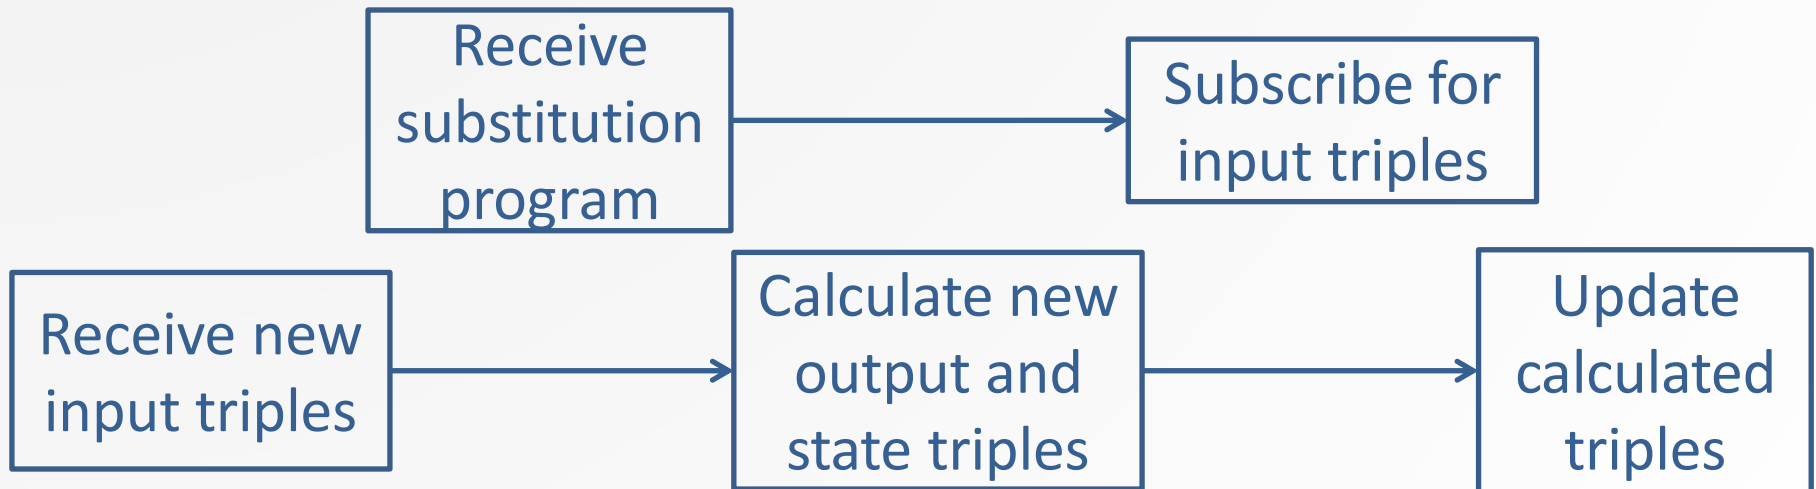 Receive
substitution
program
Subscribe for
input triples
Receive new
input triples
Calculate new
output and
state triples
Update
calculated
triples